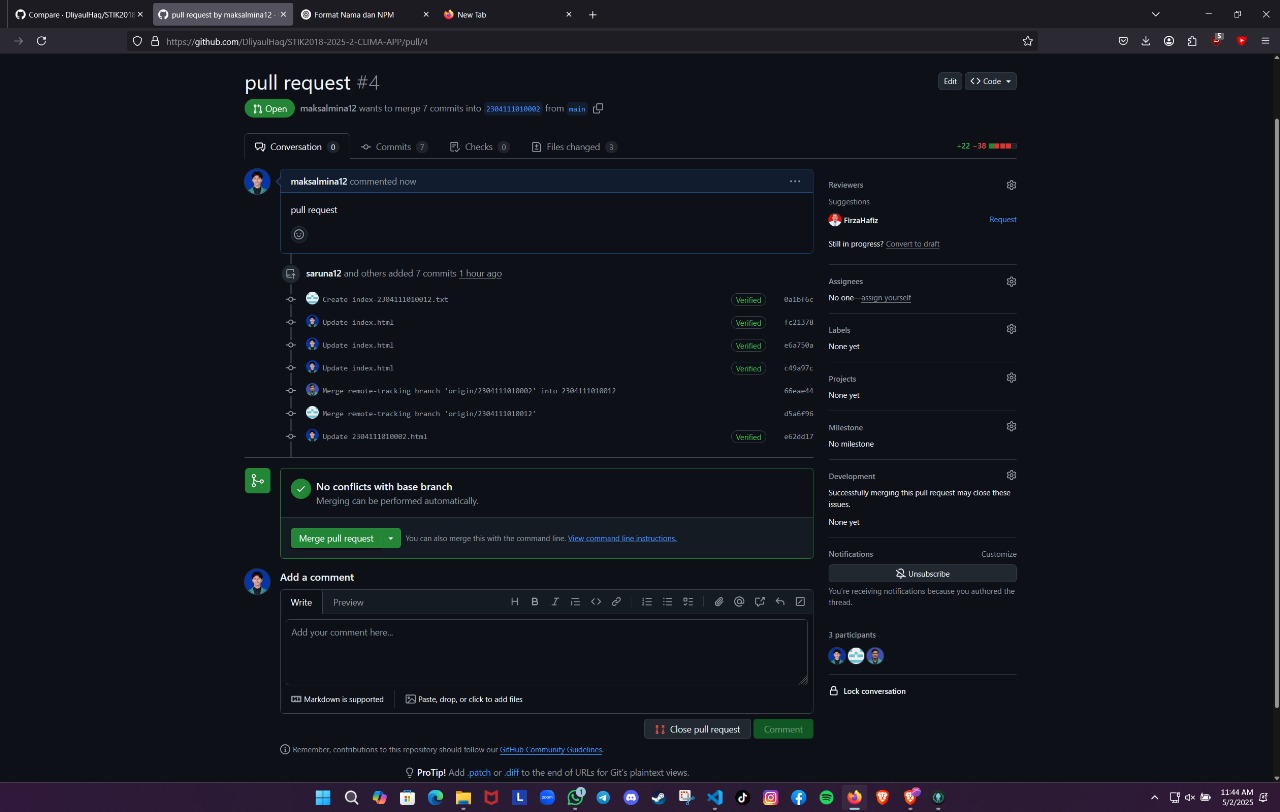 Compare · DliyaulHaq/STIK2018
pull request by maksalmina12 ·
Format Nama dan NPM
New Tab
https://github.com/DliyaulHaq/STIK2018-2025-2-CLIMA-APP/pull/4
5
pull request #4
Edit
<> Code
Open
maksalmina12 wants to merge 7 commits into 2304111010002 from main
Conversation 0
Commits 7
Checks 0
Files changed 3
+22 −38
maksalmina12 commented now
pull request
saruna12 and others added 7 commits 1 hour ago
Create index-2304111010012.txt Verified 0a1bf6c
Update index.html Verified fc21378
Update index.html Verified e6a750a
Update index.html Verified c49a97c
Merge remote-tracking branch 'origin/2304111010002' into 2304111010012 66eae44
Merge remote-tracking branch 'origin/2304111010012' d5a6f96
Update 2304111010002.html Verified e62dd17
No conflicts with base branch
Merging can be performed automatically.
Merge pull request
You can also merge this with the command line. View command line instructions.
Add a comment
Write
Preview
Add your comment here...
Markdown is supported
Paste, drop, or click to add files
Close pull request
Comment
Remember, contributions to this repository should follow our GitHub Community Guidelines.
ProTip! Add .patch or .diff to the end of URLs for Git's plaintext views.
Reviewers
Suggestions
FirzaHafiz
Request
Still in progress? Convert to draft
Assignees
No one—assign yourself
Labels
None yet
Projects
None yet
Milestone
No milestone
Development
Successfully merging this pull request may close these
issues.
None yet
Notifications
Customize
Unsubscribe
You're receiving notifications because you authored the
thread.
3 participants
Lock conversation
11:44 AM
5/2/2025